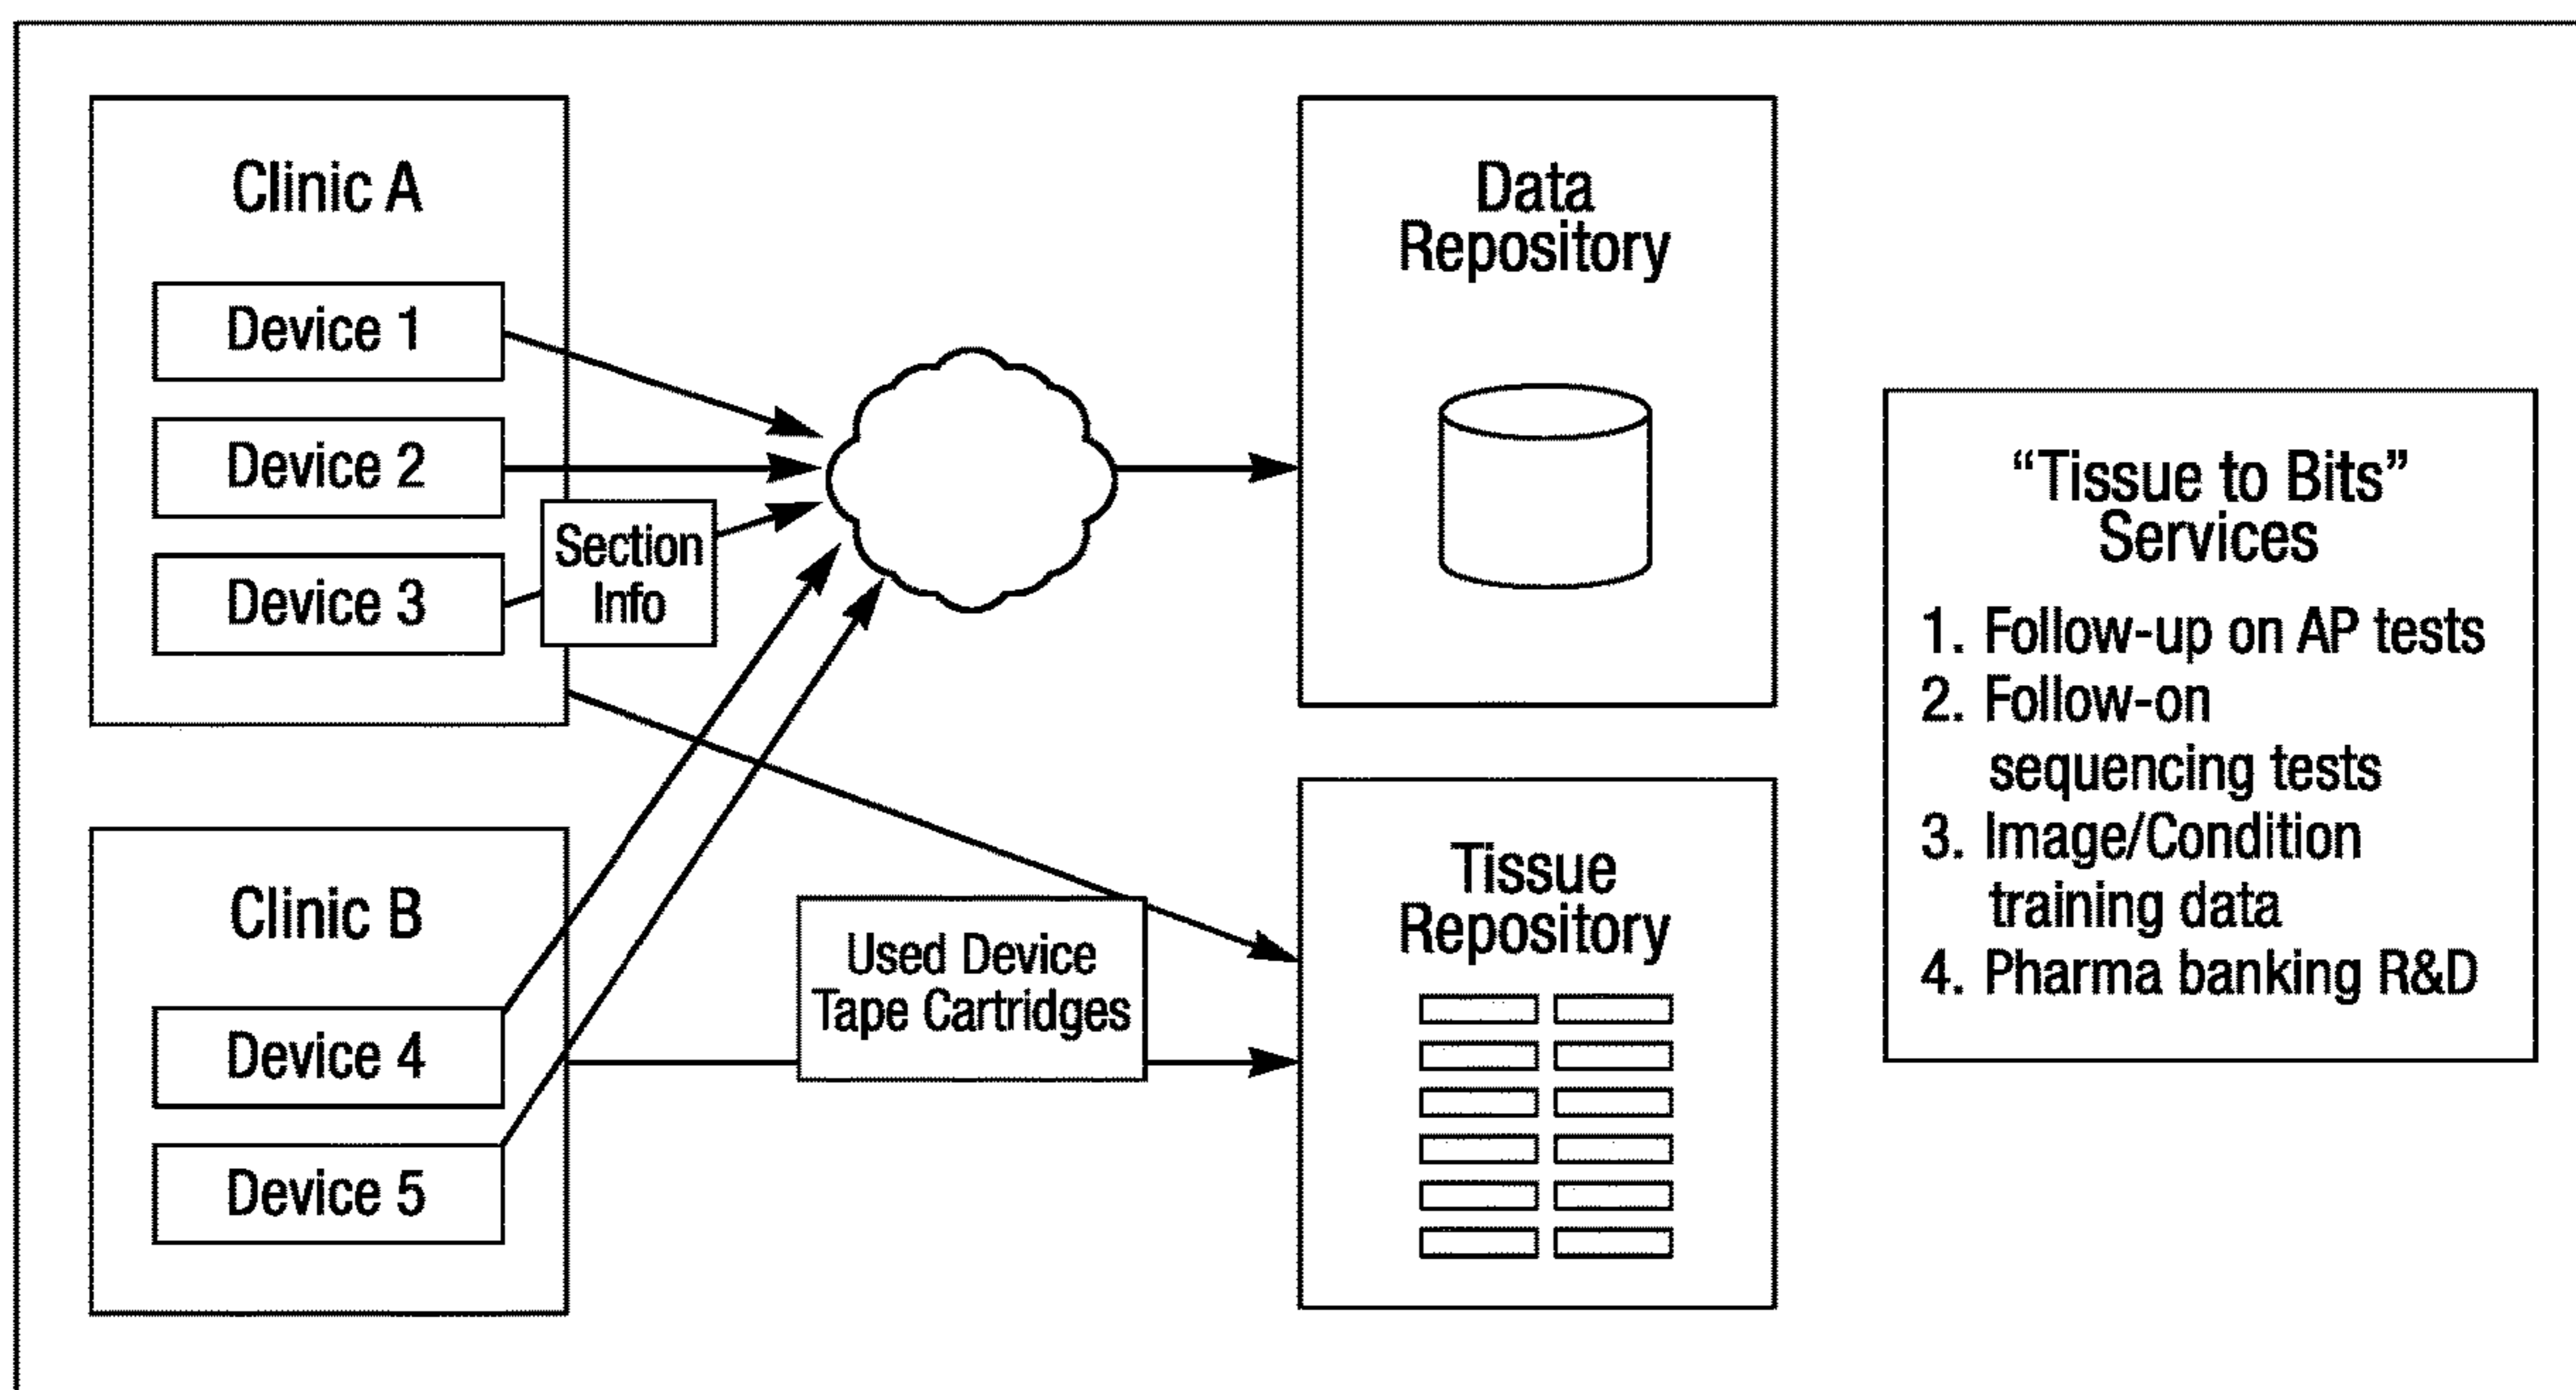 Clinic A
Device 1
Device 2
Device 3
Section
Info
Clinic B
Device 4
Device 5
Used Device
Tape Cartridges
Data
Repository
Tissue
Repository
“Tissue to Bits”
Services
1. Follow-up on AP tests
2. Follow-on
sequencing tests
3. Image/Condition
training data
4. Pharma banking R&D